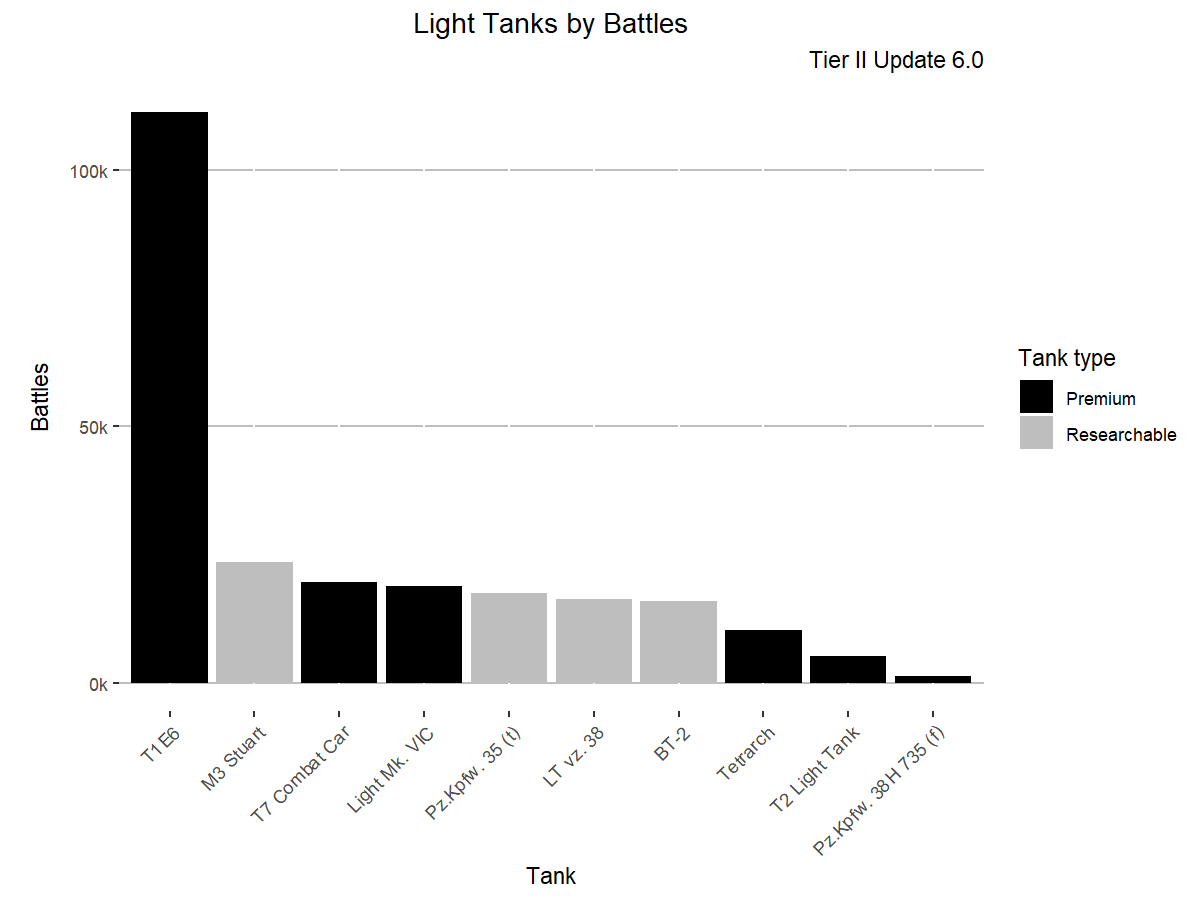 Light Tanks by Battles
Tier II Update 6.0
Battles
100k
50k
0k
T1E6
M3 Stuart
T7 Combat Car
Light Mk. VIC
Pz.Kpfw. 35 (t)
LT vz. 38
BT-2
Tetrarch
T2 Light Tank
Pz.Kpfw. 38H 735 (f)
Tank
Tank type
Premium
Researchable